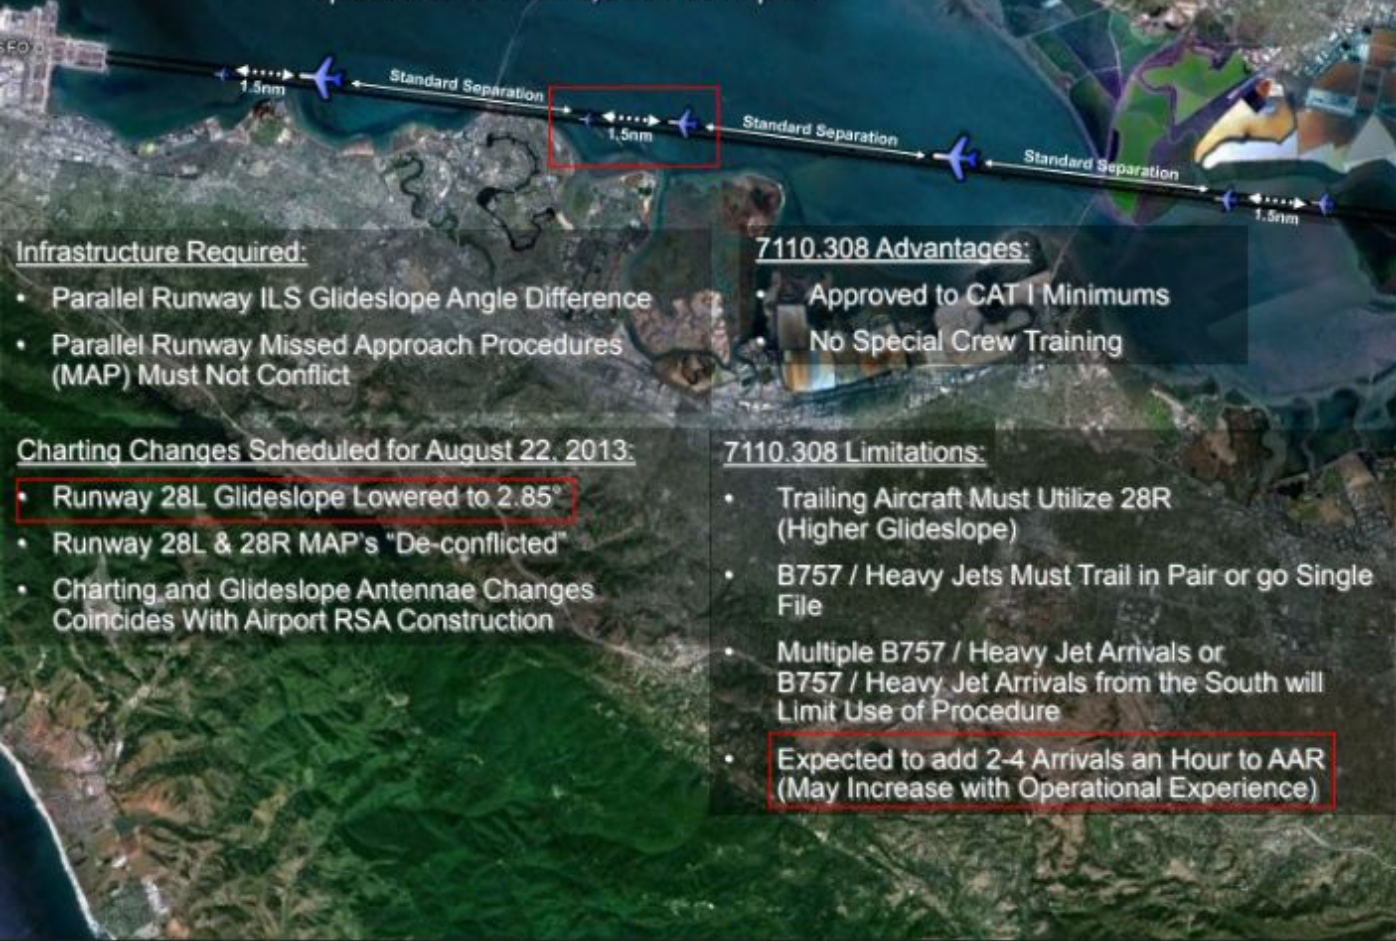 SFO
1.5nm
Standard Separation
1.5nm
Standard Separation
Standard Separation
1.5nm
Infrastructure Required:
• Parallel Runway ILS Glideslope Angle Difference
• Parallel Runway Missed Approach Procedures
(MAP) Must Not Conflict
7110.308 Advantages:
• Approved to CAT I Minimums
• No Special Crew Training
Charting Changes Scheduled for August 22, 2013:
• Runway 28L Glideslope Lowered to 2.85°
• Runway 28L & 28R MAP's "De-conflicted"
• Charting and Glideslope Antennae Changes
Coincides With Airport RSA Construction
7110.308 Limitations:
• Trailing Aircraft Must Utilize 28R
(Higher Glideslope)
• B757 / Heavy Jets Must Trail in Pair or go Single
File
• Multiple B757 / Heavy Jet Arrivals or
B757 / Heavy Jet Arrivals from the South will
Limit Use of Procedure
• Expected to add 2-4 Arrivals an Hour to AAR
(May Increase with Operational Experience)